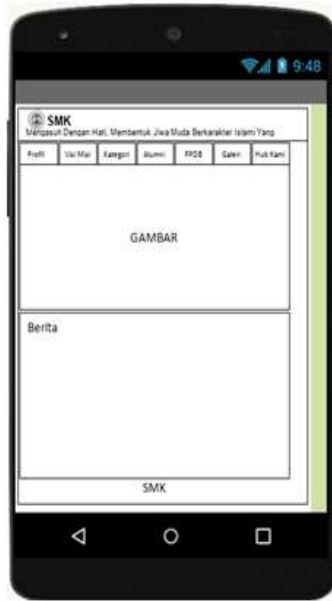 9:48
SMK
Mengasuh Dengan Hati, Membentuk Jiwa Muda Berkarakter Islami Yang
Profil Visi Misi Kategori Alumni PPDB Galeri Hub Kami
GAMBAR
Berita
SMK